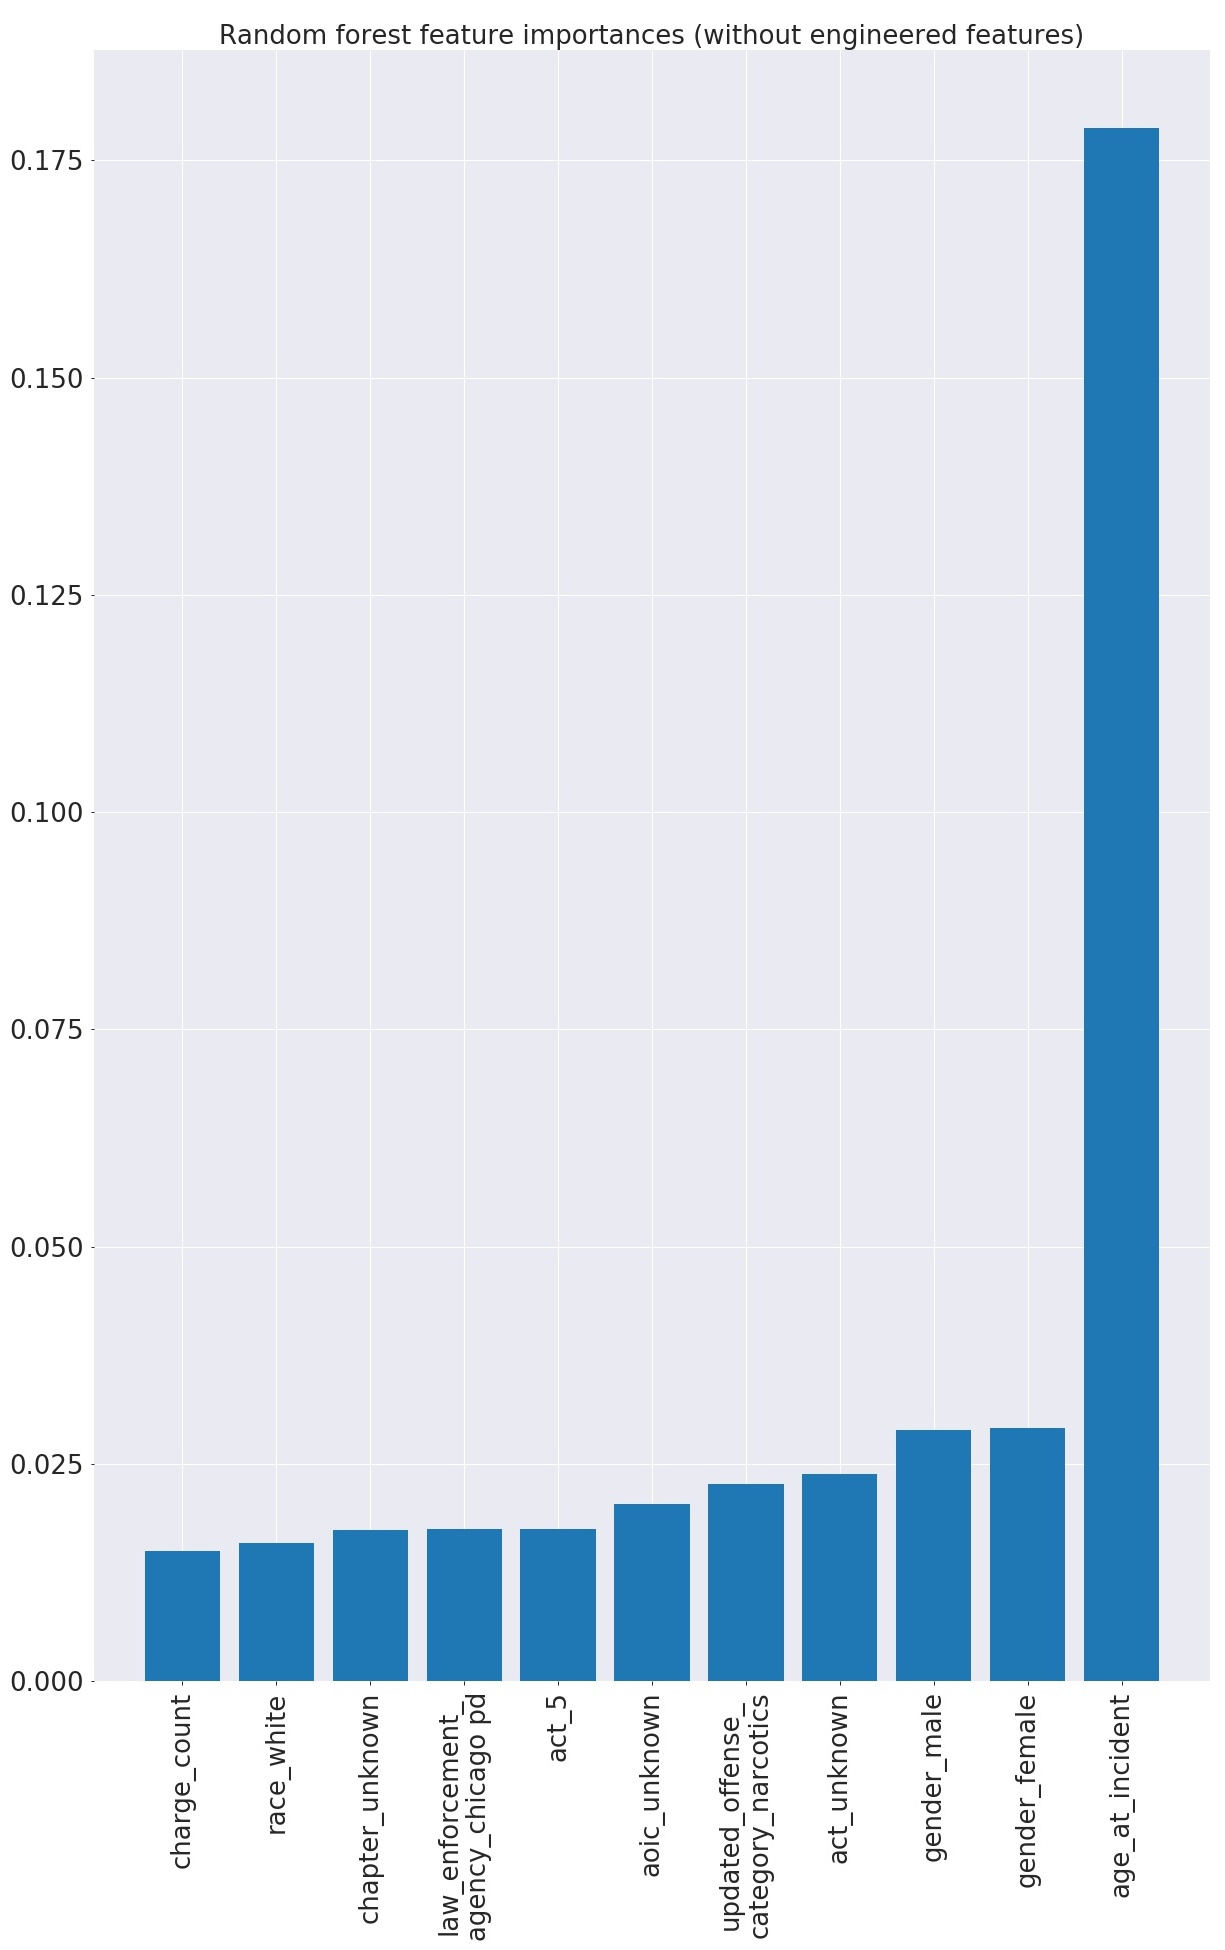 Random forest feature importances (without engineered features)
0.175
0.150
0.125
0.100
0.075
0.050
0.025
0.000
charge_count
race_white
chapter_unknown
law_enforcement_
agency_chicago pd
act_5
aoic_unknown
updated_offense_
category_narcotics
act_unknown
gender_male
gender_female
age_at_incident